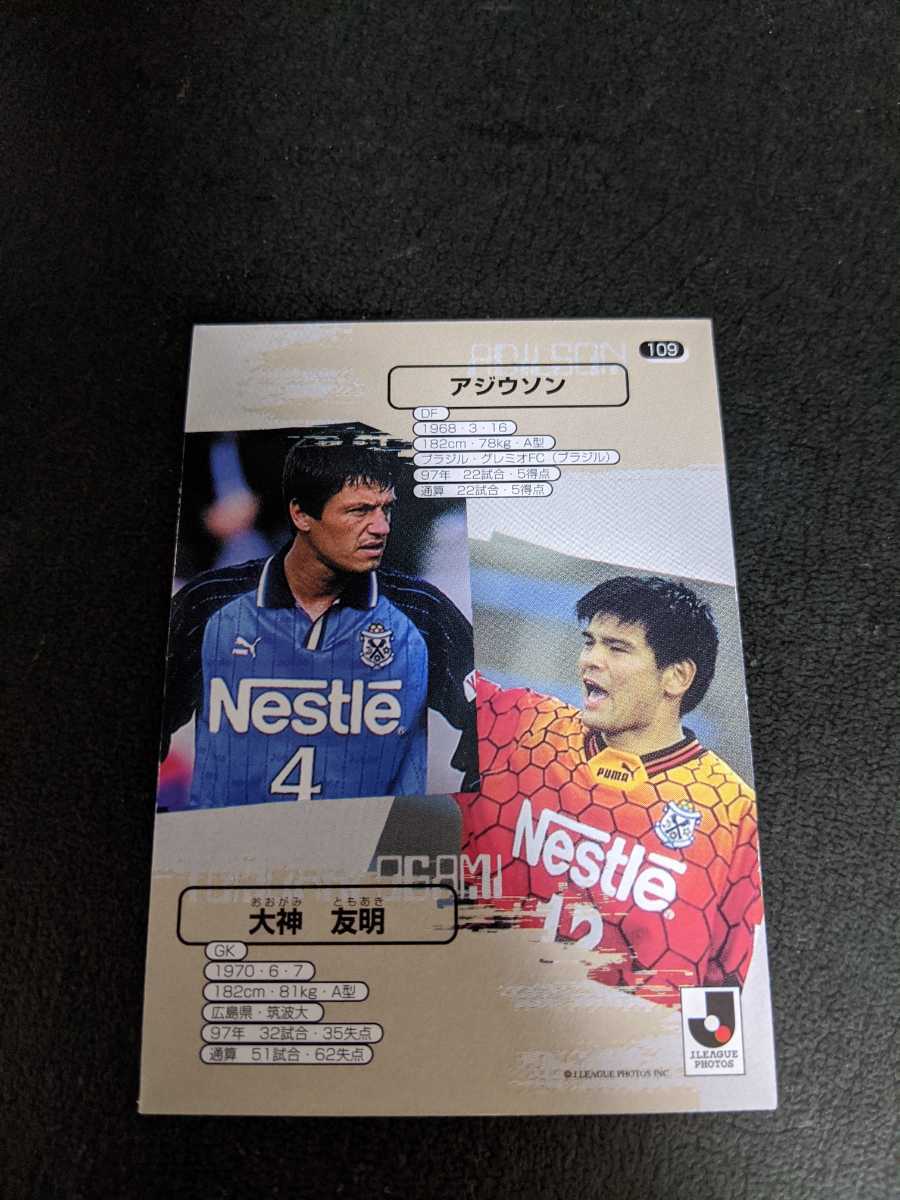 ADILSON
109
アジウソン
DF
1968・3・16
182cm・78kg・A型
ブラジル・グレミオFC（ブラジル）
97年　22試合・5得点
通算　22試合・5得点
PUMA
Nestlé
4
PUMA
Nestlé
12
OGAMI
おおがみ　ともあき
大神　友明
GK
1970・6・7
182cm・81kg・A型
広島県・筑波大
97年　32試合・35失点
通算　51試合・62失点
J.LEAGUE
PHOTOS
© J.LEAGUE PHOTOS INC